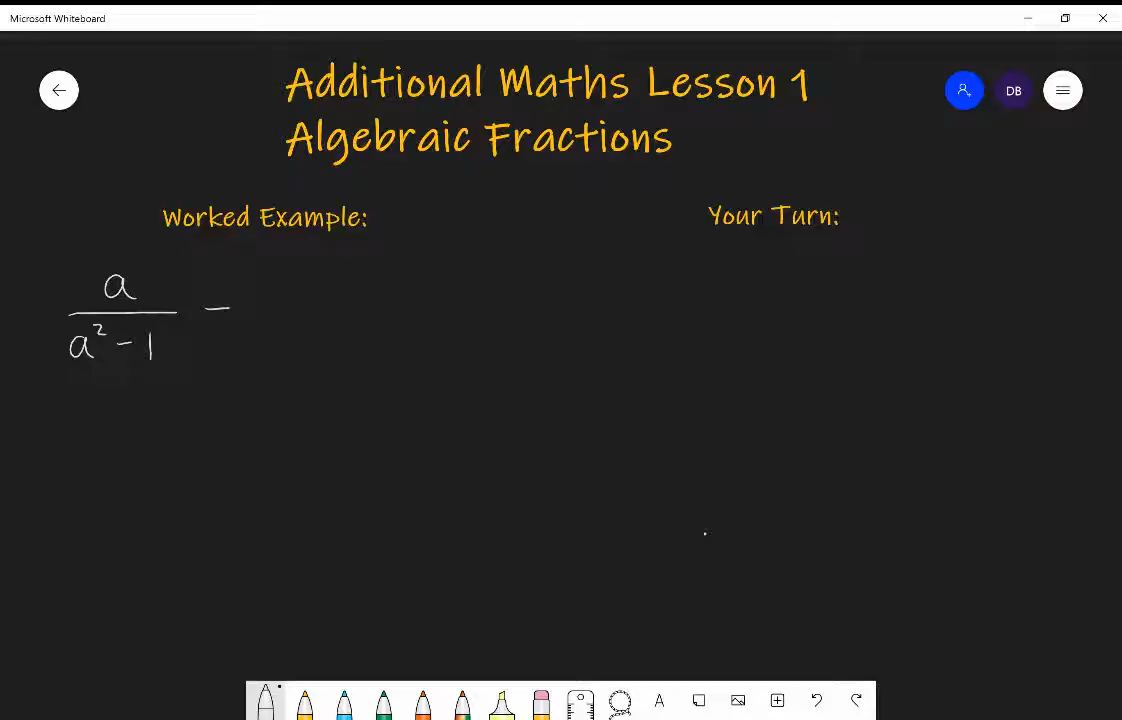 Microsoft Whiteboard
Additional Maths Lesson 1
Algebraic Fractions
DB
Worked Example:
Your Turn:
a
—
a² - 1
-
A